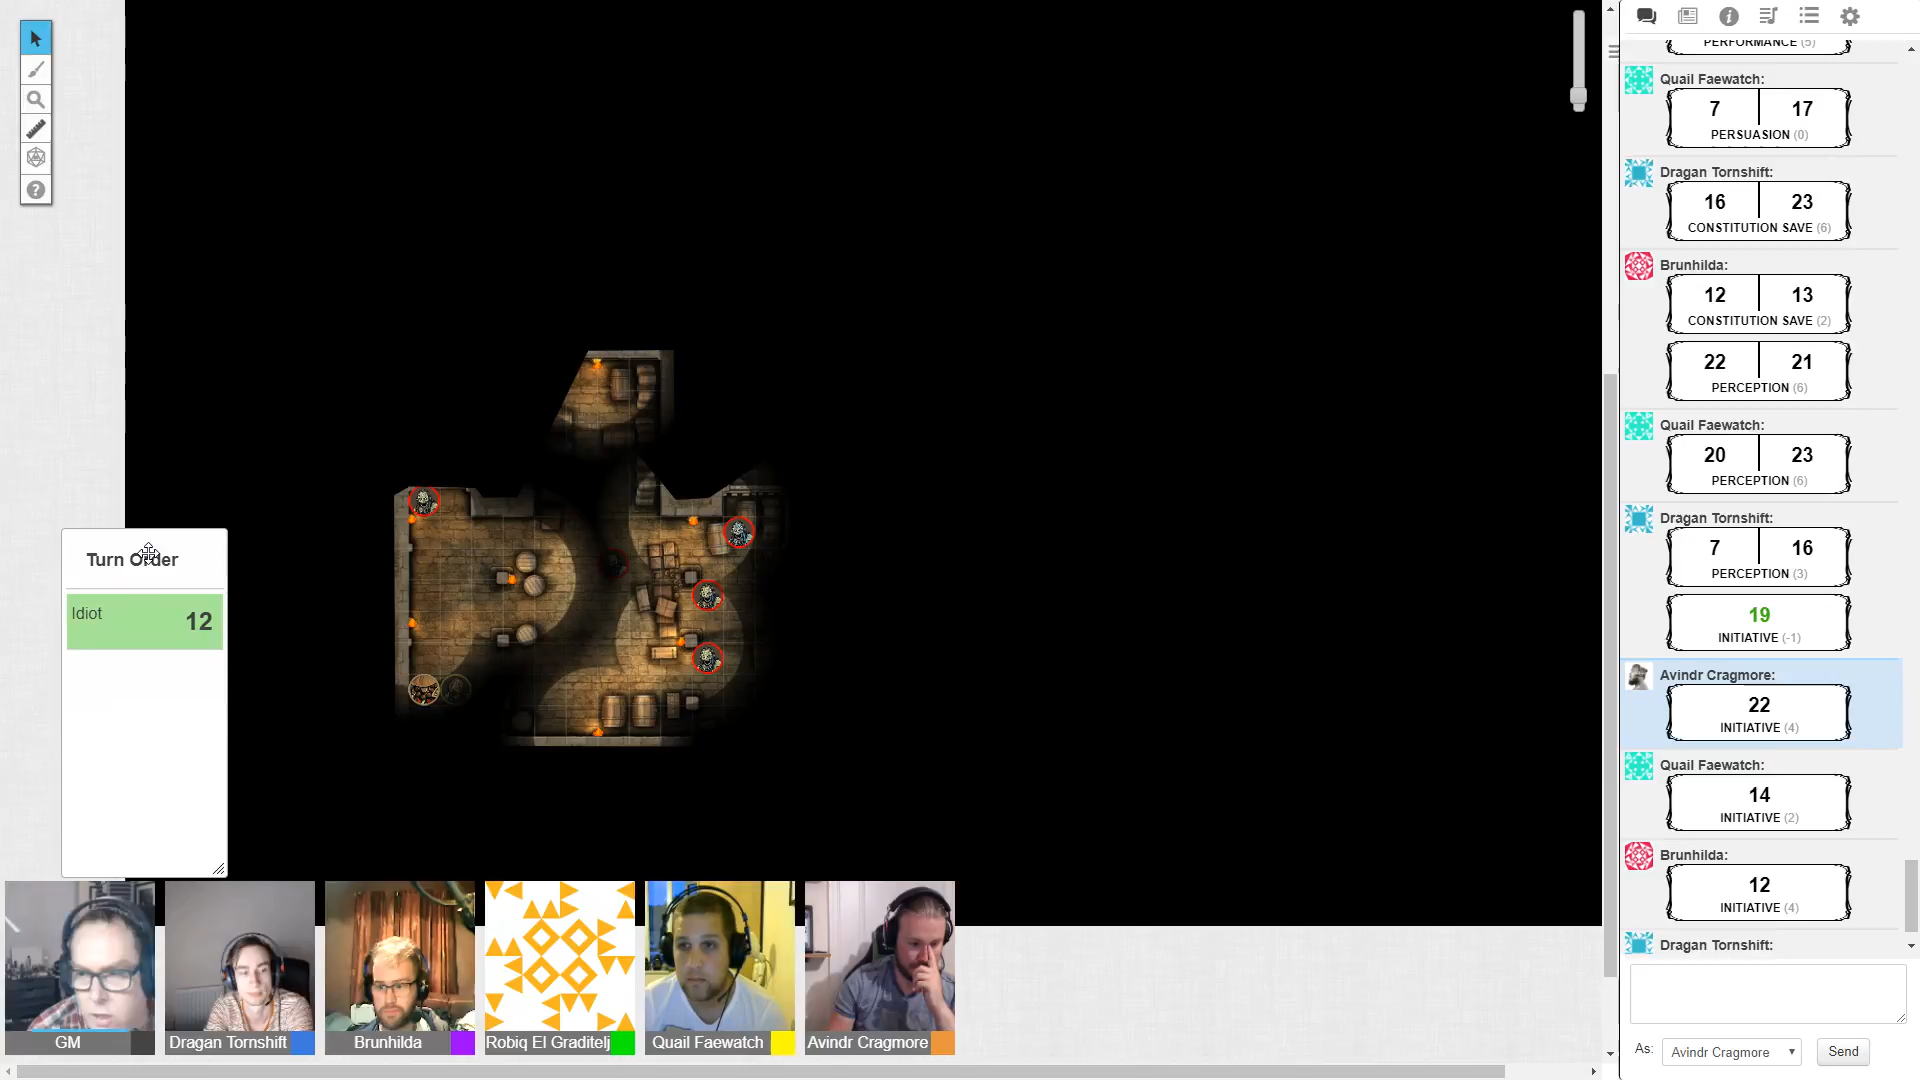 PERFORMANCE (5)
Quail Faewatch:
7 17
PERSUASION (0)
Dragan Tornshift:
16 23
CONSTITUTION SAVE (6)
Brunhilda:
12 13
CONSTITUTION SAVE (2)
22 21
PERCEPTION (6)
Quail Faewatch:
20 23
PERCEPTION (6)
Dragan Tornshift:
7 16
PERCEPTION (3)
19
INITIATIVE (-1)
Avindr Cragmore:
22
INITIATIVE (4)
Quail Faewatch:
14
INITIATIVE (2)
Brunhilda:
12
INITIATIVE (4)
Dragan Tornshift:
As: Avindr Cragmore
Send
Turn Order
Idiot 12
GM
Dragan Tornshift
Brunhilda
Robiq El Graditelj
Quail Faewatch
Avindr Cragmore